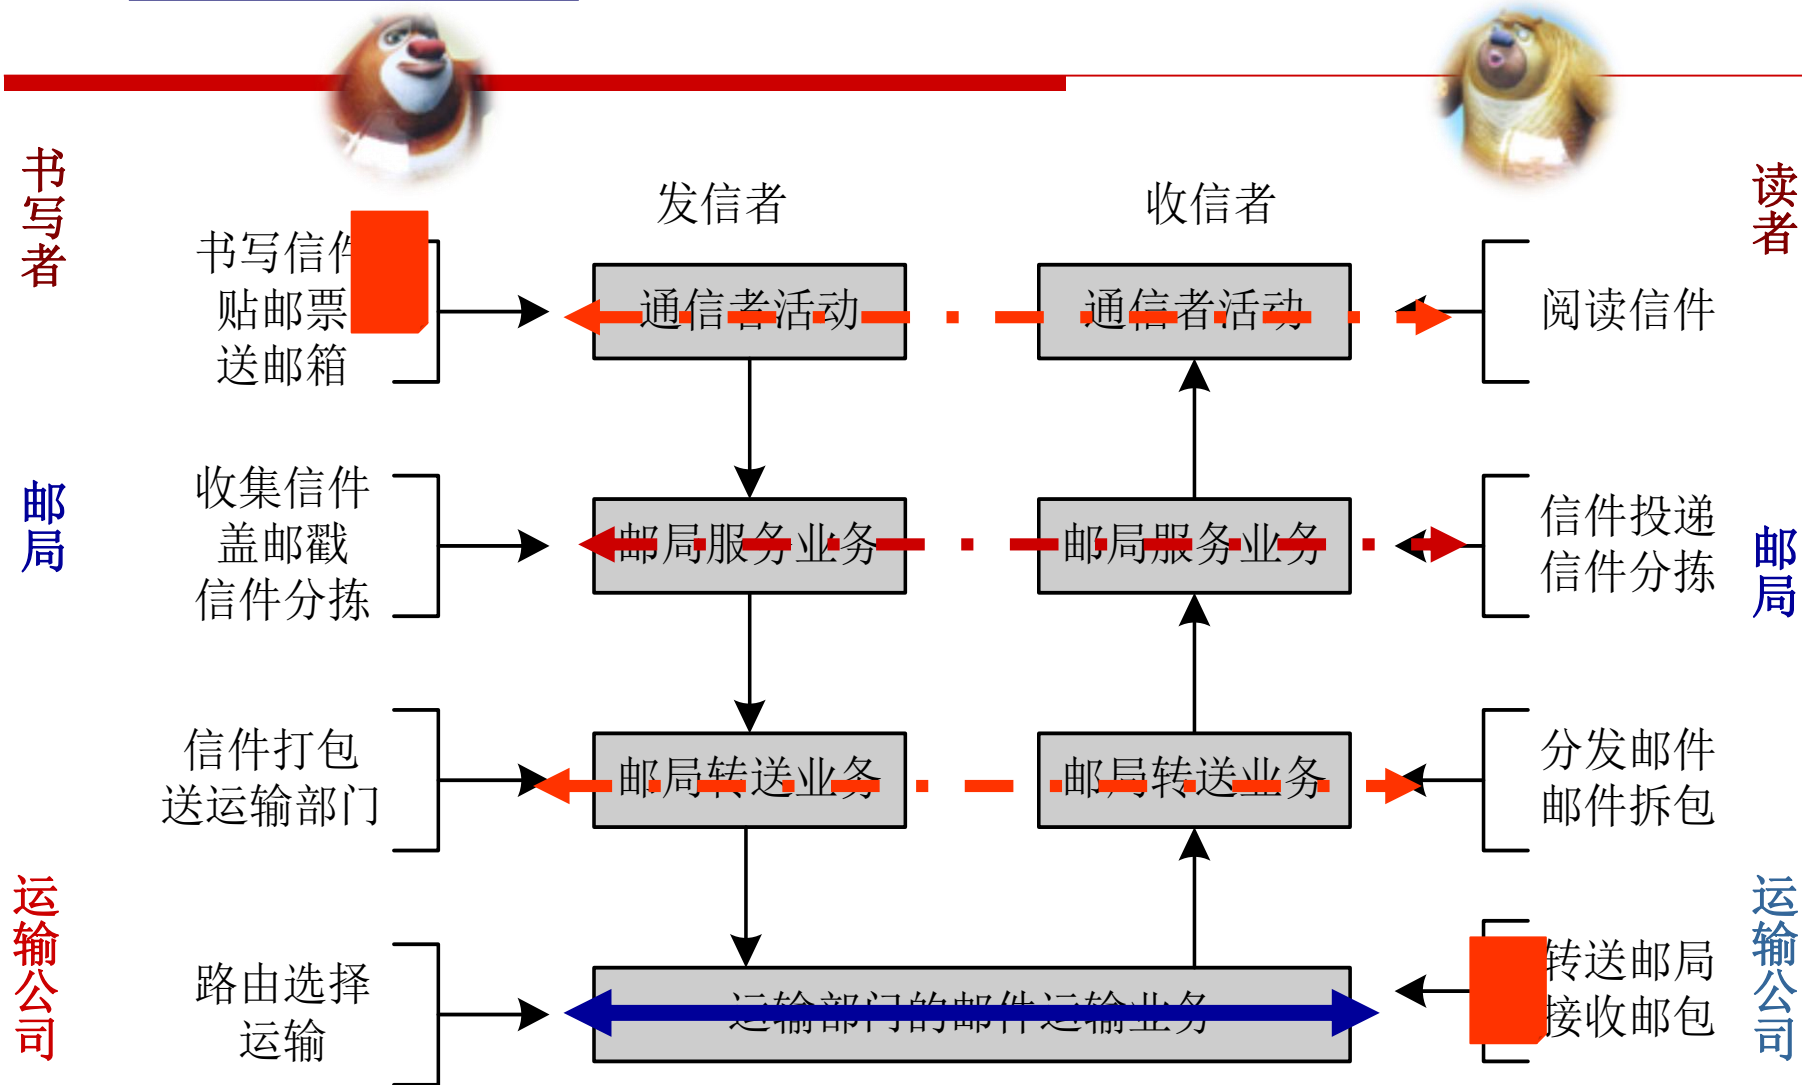 书写者
读者
发信者
收信者
书写信件
贴邮票
送邮箱
通信者活动
通信者活动
阅读信件
邮局
收集信件
盖邮戳
信件分拣
邮局服务业务
邮局服务业务
信件投递
信件分拣
邮局
信件打包
送运输部门
邮局转送业务
邮局转送业务
分发邮件
邮件拆包
运输公司
路由选择
运输
运输部门的邮件运输业务
转送邮局
接收邮包
运输公司